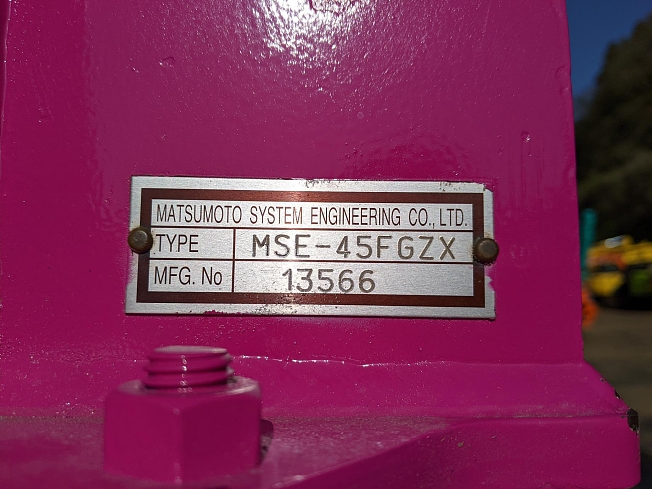 MATSUMOTO SYSTEM ENGINEERING CO., LTD.
TYPE MSE-45FGZX
MFG. No 13566